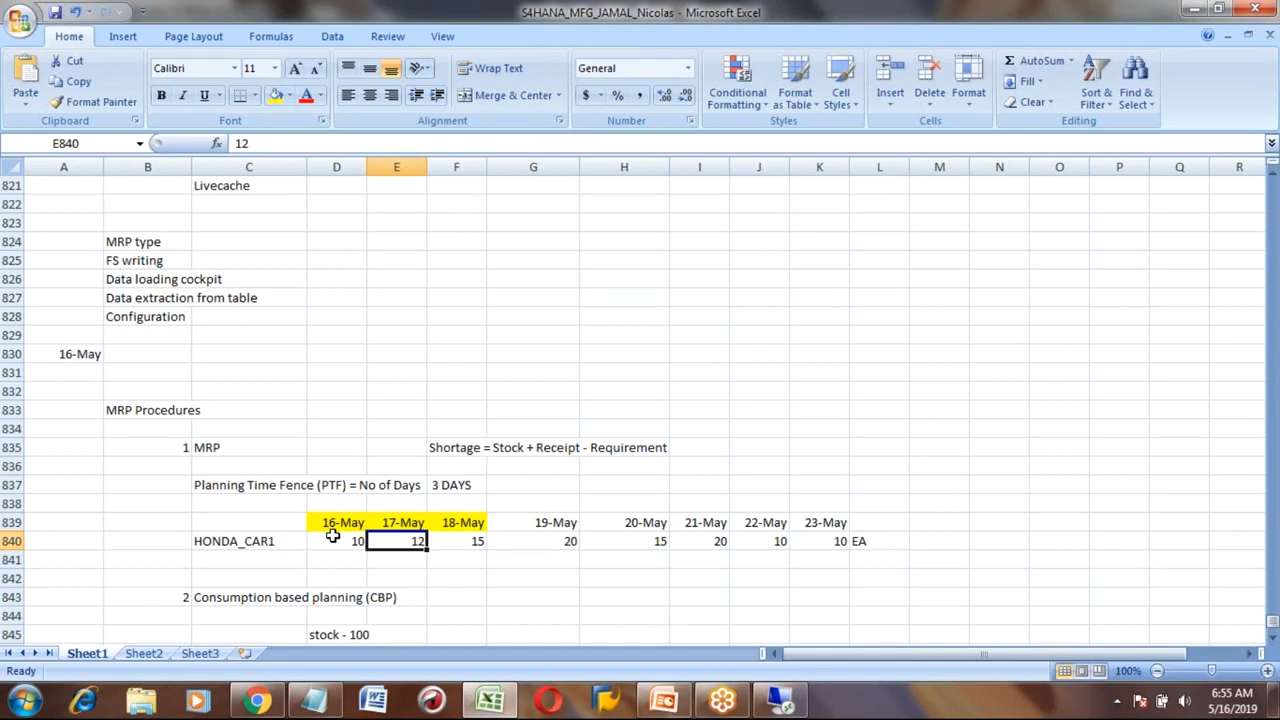 S4HANA_MFG_JAMAL_Nicolas - Microsoft Excel
Home Insert Page Layout Formulas Data Review View
Paste Cut Copy Format Painter Clipboard
Calibri 11 B I U A A A Font
Wrap Text Merge & Center Alignment
General $ % , Number
Conditional Formatting Format as Table Cell Styles Styles
Insert Delete Format Cells
Σ AutoSum Fill Clear Sort & Filter Find & Select Editing
E840 fx 12
A B C D E F G H I J K L M N O P Q R
821 Livecache
822
823
824 MRP type
825 FS writing
826 Data loading cockpit
827 Data extraction from table
828 Configuration
829
830 16-May
831
832
833 MRP Procedures
834
835 1 MRP Shortage = Stock + Receipt - Requirement
836
837 Planning Time Fence (PTF) = No of Days 3 DAYS
838
839 16-May 17-May 18-May 19-May 20-May 21-May 22-May 23-May
840 HONDA_CAR1 10 12 15 20 15 20 10 10 EA
841
842
843 2 Consumption based planning (CBP)
844
845 stock - 100
Sheet1 Sheet2 Sheet3
Ready 100%
6:55 AM
5/16/2019